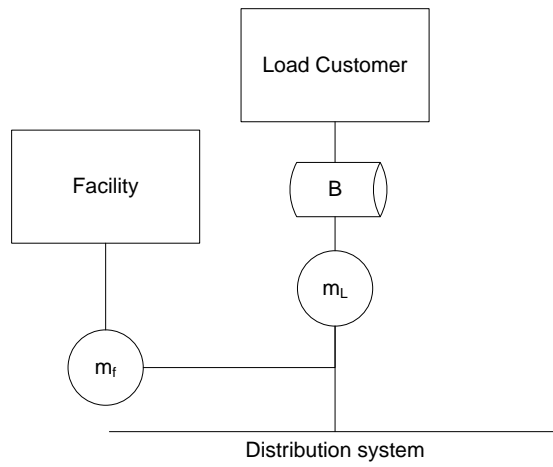 Load Customer
Facility
B
mL
mf
Distribution system